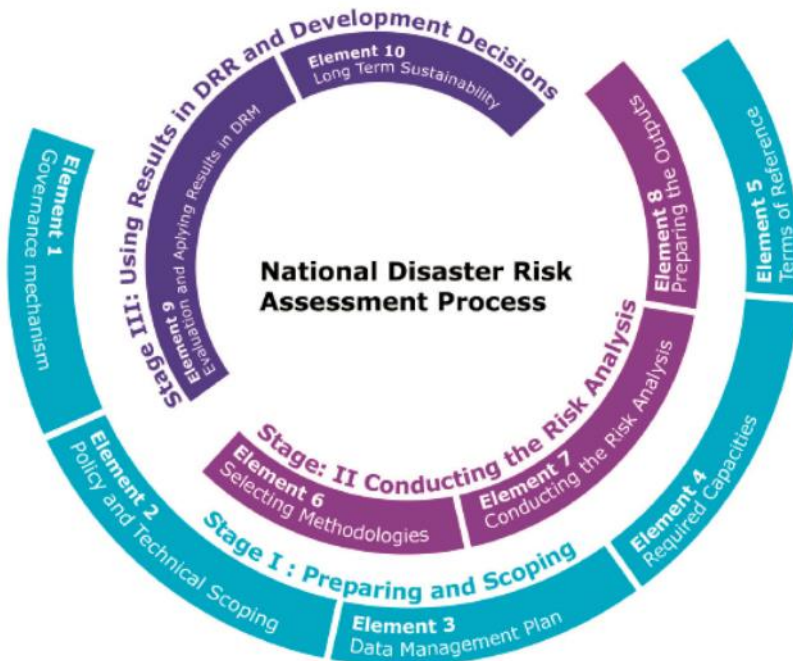 National Disaster Risk
Assessment Process
Stage I : Preparing and Scoping
Element 1
Governance mechanism
Element 2
Policy and Technical Scoping
Element 3
Data Management Plan
Element 4
Required Capacities
Element 5
Terms of Reference
Stage: II Conducting the Risk Analysis
Element 6
Selecting Methodologies
Element 7
Conducting the Risk Analysis
Element 8
Preparing the Outputs
Stage III: Using Results in DRR and Development Decisions
Element 9
Evaluation and Aplying Results in DRM
Element 10
Long Term Sustainability